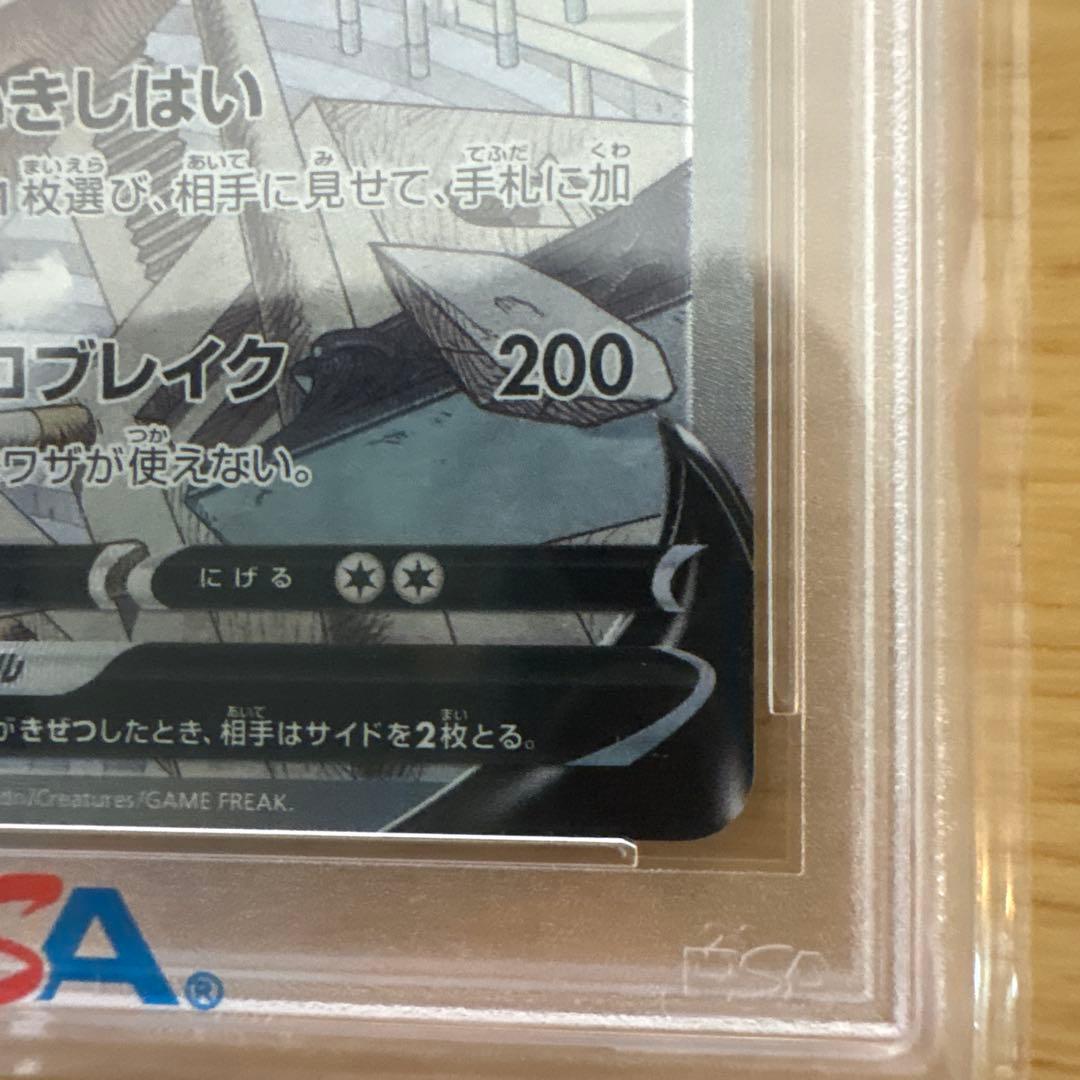 きしはい
1枚選び、相手に見せて、手札に加
まいえら あいて み てふだ くわ
ロブレイク 200
ワザが使えない。
つか
にげる
がきぜつしたとき、相手はサイドを2枚とる。
あいて まい
/Creatures/GAME FREAK.
SA®
PSA